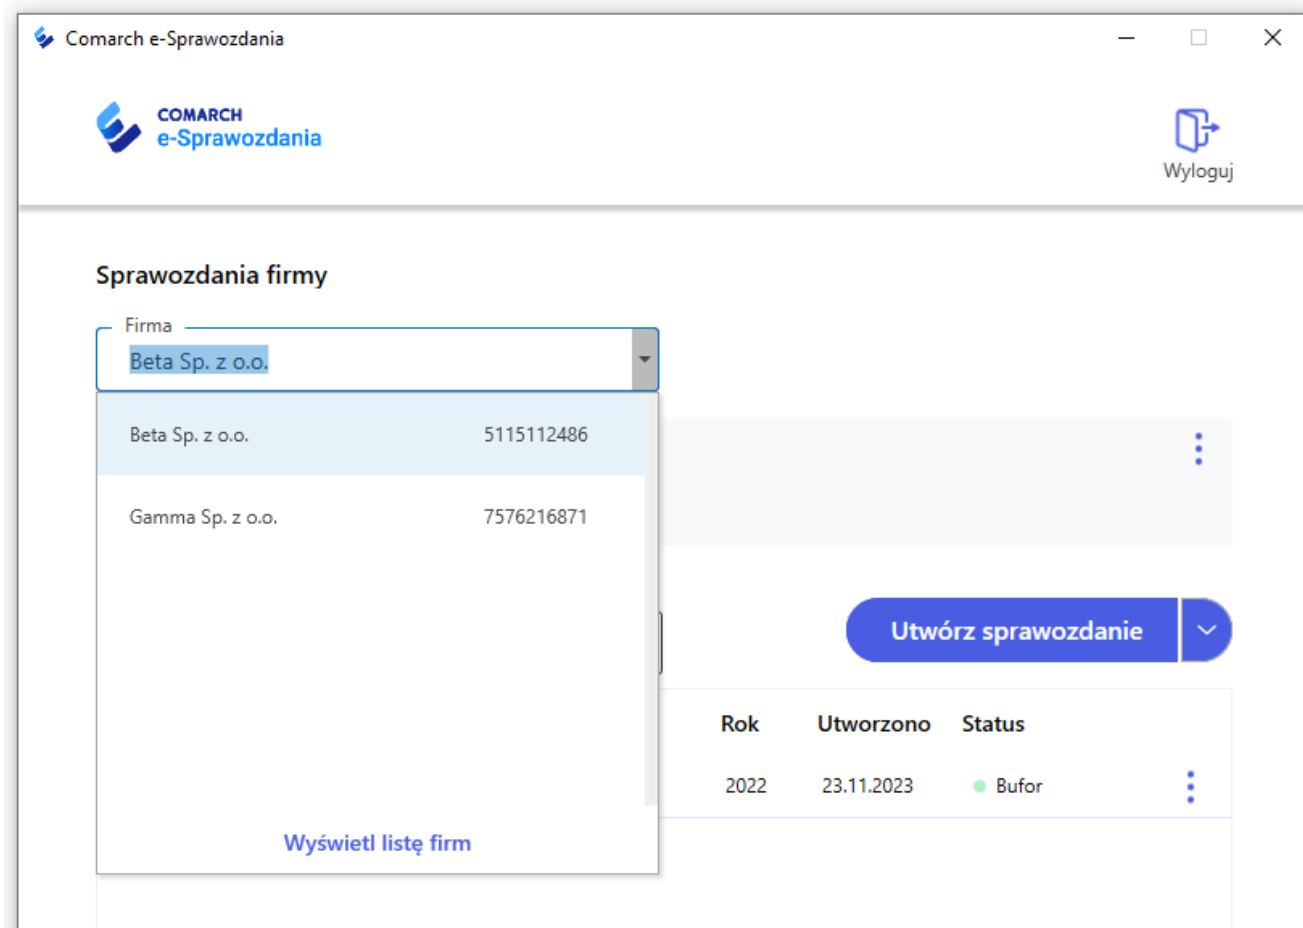 Comarch e-Sprawozdania
COMARCH
e-Sprawozdania
Wyloguj
Sprawozdania firmy
Firma
Beta Sp. z o.o.
Beta Sp. z o.o. 5115112486
Gamma Sp. z o.o. 7576216871
Wyświetl listę firm
Utwórz sprawozdanie
Rok Utworzono Status
2022 23.11.2023 Bufor